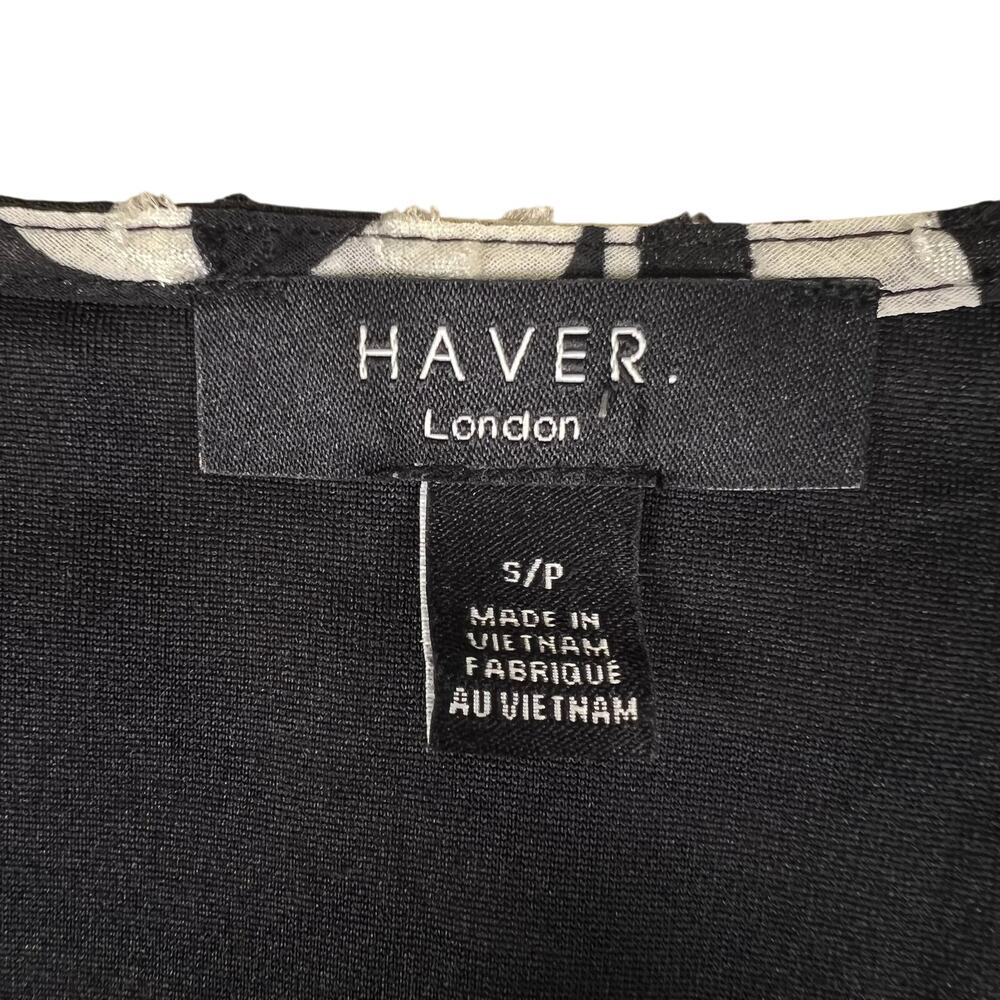 HAVER.
London
S/P
MADE IN
VIETNAM
FABRIQUÉ
AU VIETNAM